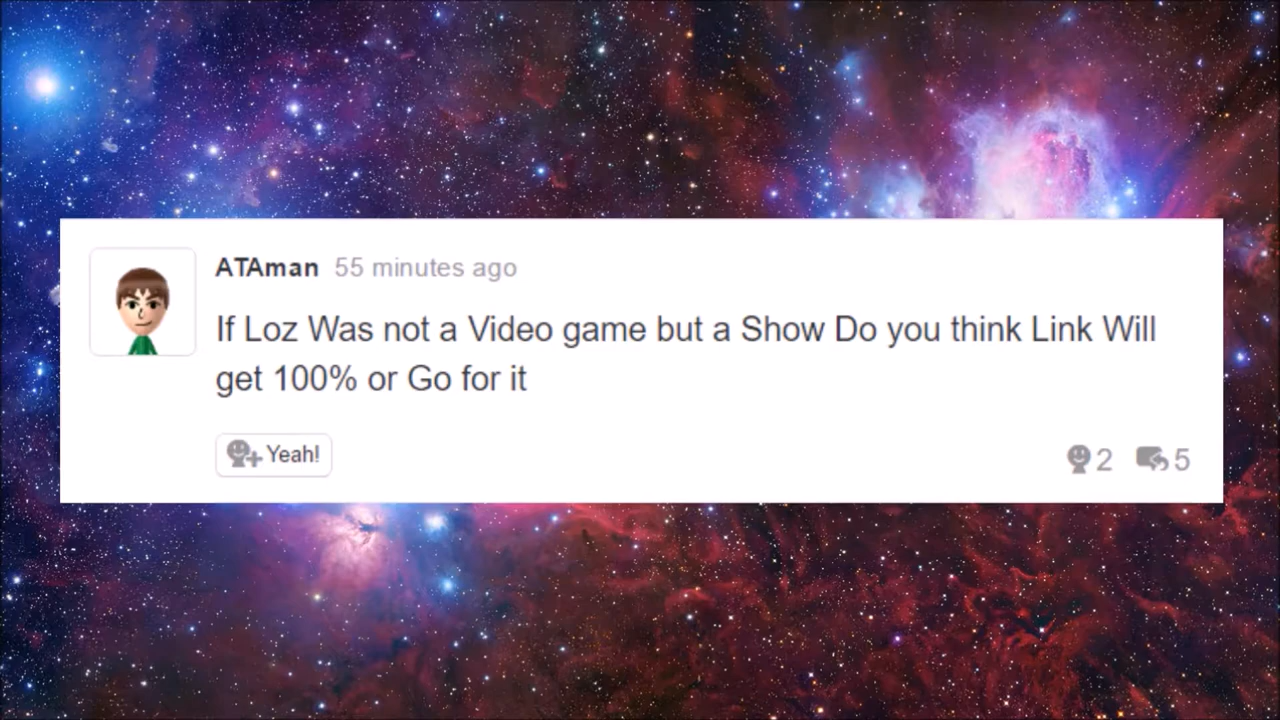 ATAman 55 minutes ago
If Loz Was not a Video game but a Show Do you think Link Will
get 100% or Go for it
Yeah! 2 5